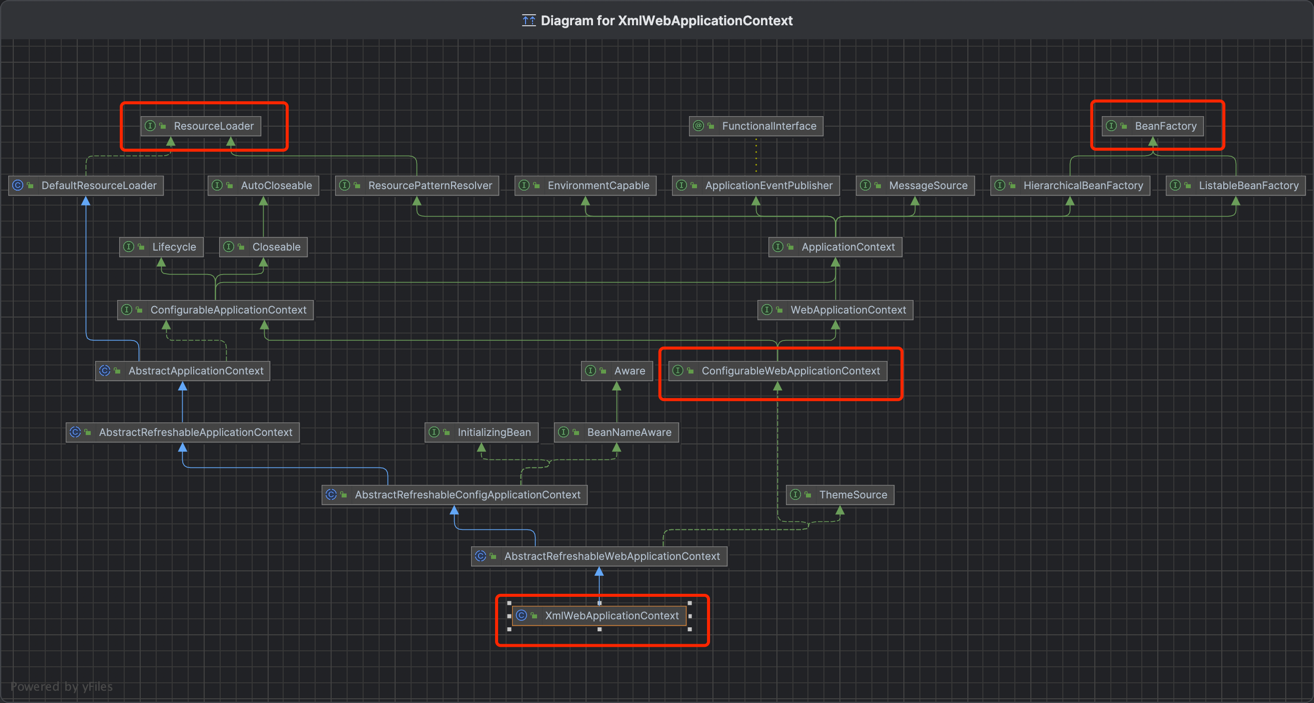 Diagram for XmlWebApplicationContext
ResourceLoader
FunctionalInterface
BeanFactory
DefaultResourceLoader
AutoCloseable
ResourcePatternResolver
EnvironmentCapable
ApplicationEventPublisher
MessageSource
HierarchicalBeanFactory
ListableBeanFactory
Lifecycle
Closeable
ApplicationContext
ConfigurableApplicationContext
WebApplicationContext
AbstractApplicationContext
Aware
ConfigurableWebApplicationContext
AbstractRefreshableApplicationContext
InitializingBean
BeanNameAware
AbstractRefreshableConfigApplicationContext
ThemeSource
AbstractRefreshableWebApplicationContext
XmlWebApplicationContext
Powered by yFiles